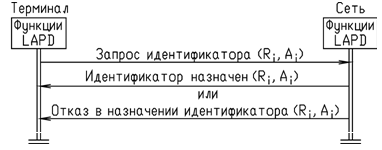 Терминал
Сеть
Функции
LAPD
Функции
LAPD
Запрос идентификатора (Ri, Ai)
Идентификатор назначен (Ri, Ai)
или
Отказ в назначении идентификатора (Ri, Ai)